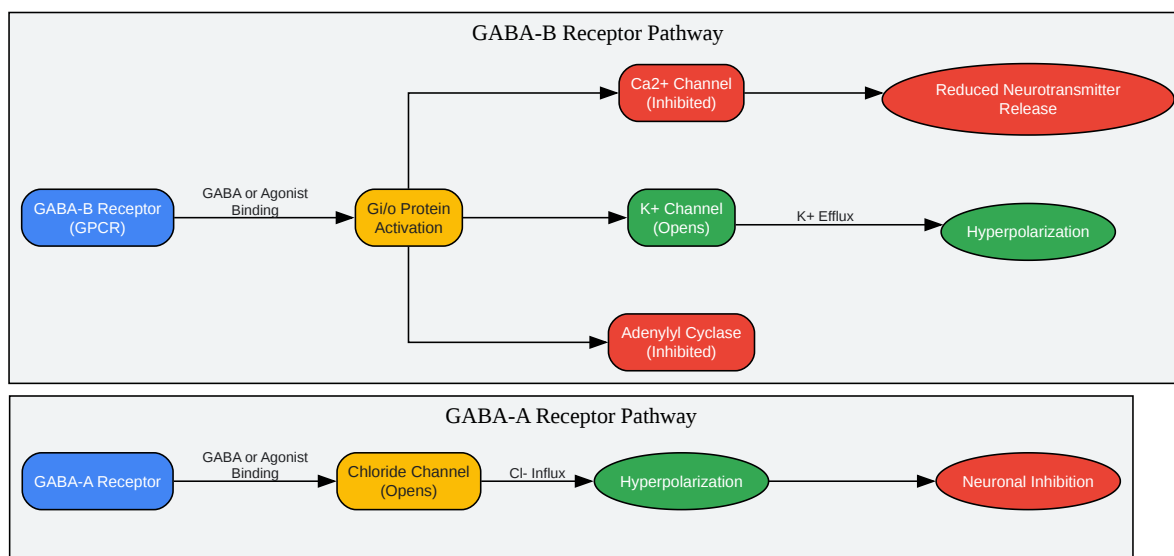 GABA-B Receptor Pathway
Ca2+ Channel
(Inhibited)
Reduced Neurotransmitter
Release
GABA-B Receptor
(GPCR)
GABA or Agonist
Binding
Gi/o Protein
Activation
K+ Channel
(Opens)
K+ Efflux
Hyperpolarization
Adenylyl Cyclase
(Inhibited)
GABA-A Receptor Pathway
GABA-A Receptor
GABA or Agonist
Binding
Chloride Channel
(Opens)
Cl- Influx
Hyperpolarization
Neuronal Inhibition